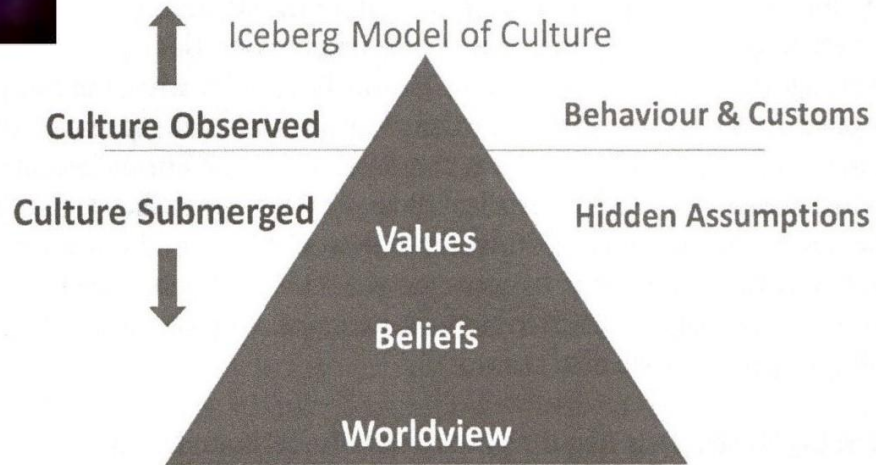 Iceberg Model of Culture
Culture Observed
Behaviour & Customs
Culture Submerged
Hidden Assumptions
Values
Beliefs
Worldview